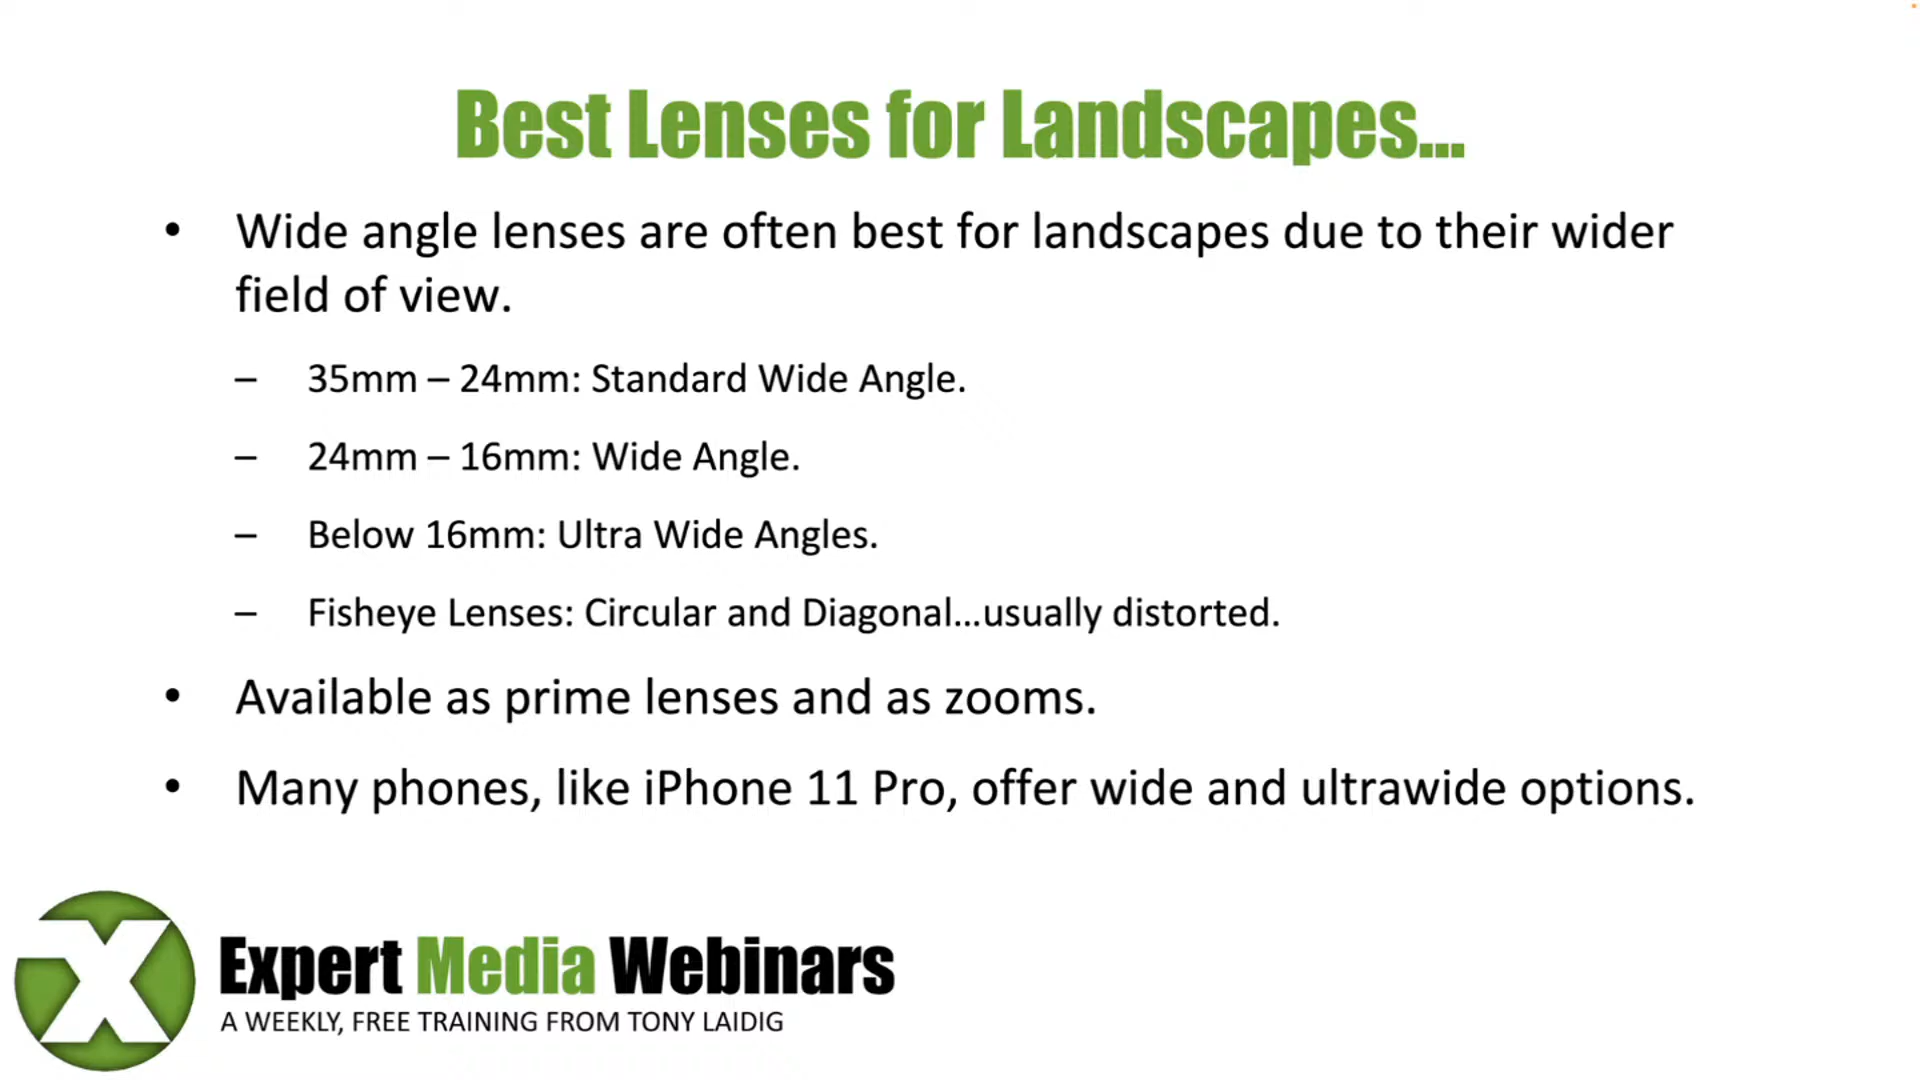 Best Lenses for Landscapes...
• Wide angle lenses are often best for landscapes due to their wider
field of view.
– 35mm – 24mm: Standard Wide Angle.
– 24mm – 16mm: Wide Angle.
– Below 16mm: Ultra Wide Angles.
– Fisheye Lenses: Circular and Diagonal...usually distorted.
• Available as prime lenses and as zooms.
• Many phones, like iPhone 11 Pro, offer wide and ultrawide options.
X
Expert Media Webinars
A WEEKLY, FREE TRAINING FROM TONY LAIDIG